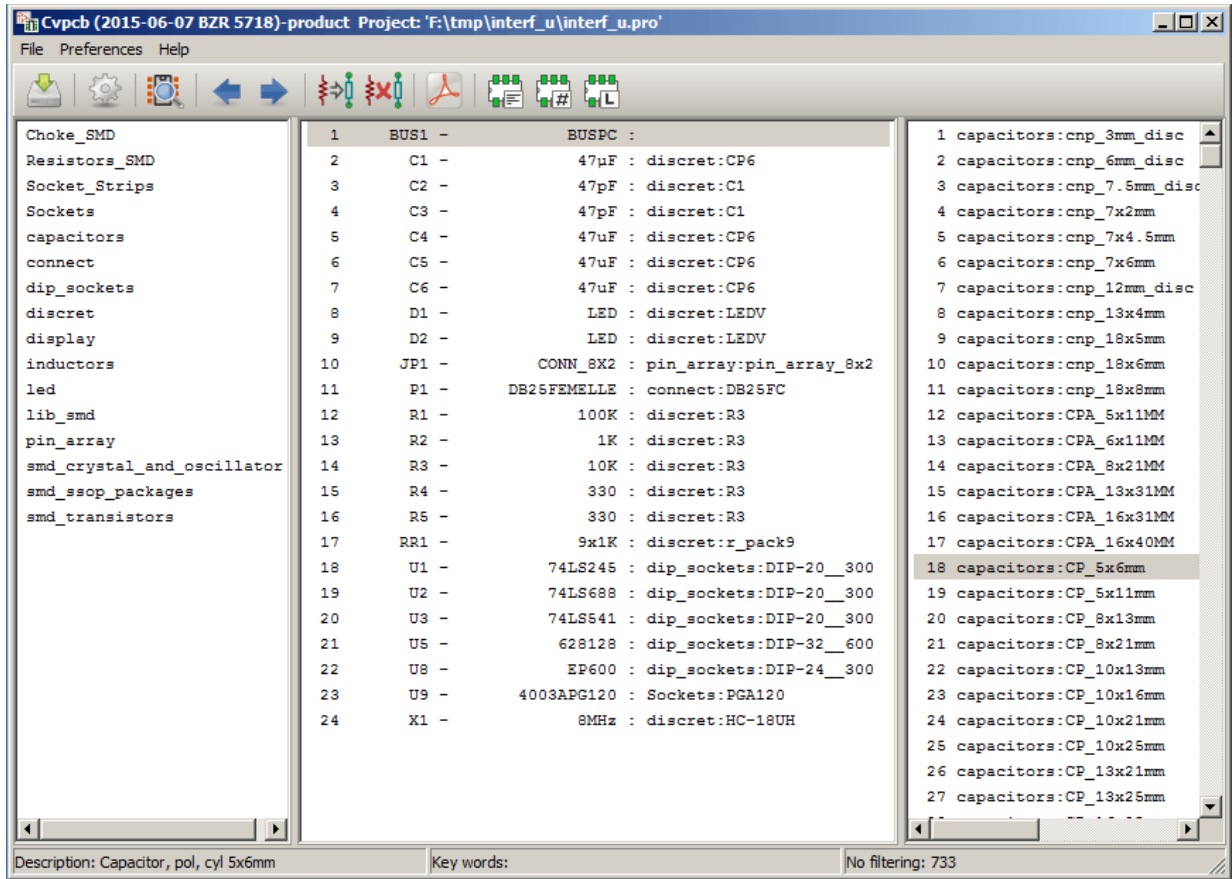 Cvpcb (2015-06-07 BZR 5718)-product Project: 'F:\tmp\interf_u\interf_u.pro'
File Preferences Help
# L
Choke_SMD
Resistors_SMD
Socket_Strips
Sockets
capacitors
connect
dip_sockets
discret
display
inductors
led
lib_smd
pin_array
smd_crystal_and_oscillator
smd_ssop_packages
smd_transistors
1 BUS1 - BUSPC :
2 C1 - 47µF : discret:CP6
3 C2 - 47pF : discret:C1
4 C3 - 47pF : discret:C1
5 C4 - 47uF : discret:CP6
6 C5 - 47uF : discret:CP6
7 C6 - 47uF : discret:CP6
8 D1 - LED : discret:LEDV
9 D2 - LED : discret:LEDV
10 JP1 - CONN_8X2 : pin_array:pin_array_8x2
11 P1 - DB25FEMELLE : connect:DB25FC
12 R1 - 100K : discret:R3
13 R2 - 1K : discret:R3
14 R3 - 10K : discret:R3
15 R4 - 330 : discret:R3
16 R5 - 330 : discret:R3
17 RR1 - 9x1K : discret:r_pack9
18 U1 - 74LS245 : dip_sockets:DIP-20__300
19 U2 - 74LS688 : dip_sockets:DIP-20__300
20 U3 - 74LS541 : dip_sockets:DIP-20__300
21 U5 - 628128 : dip_sockets:DIP-32__600
22 U8 - EP600 : dip_sockets:DIP-24__300
23 U9 - 4003APG120 : Sockets:PGA120
24 X1 - 8MHz : discret:HC-18UH
1 capacitors:cnp_3mm_disc
2 capacitors:cnp_6mm_disc
3 capacitors:cnp_7.5mm_disc
4 capacitors:cnp_7x2mm
5 capacitors:cnp_7x4.5mm
6 capacitors:cnp_7x6mm
7 capacitors:cnp_12mm_disc
8 capacitors:cnp_13x4mm
9 capacitors:cnp_18x5mm
10 capacitors:cnp_18x6mm
11 capacitors:cnp_18x8mm
12 capacitors:CPA_5x11MM
13 capacitors:CPA_6x11MM
14 capacitors:CPA_8x21MM
15 capacitors:CPA_13x31MM
16 capacitors:CPA_16x31MM
17 capacitors:CPA_16x40MM
18 capacitors:CP_5x6mm
19 capacitors:CP_5x11mm
20 capacitors:CP_8x13mm
21 capacitors:CP_8x21mm
22 capacitors:CP_10x13mm
23 capacitors:CP_10x16mm
24 capacitors:CP_10x21mm
25 capacitors:CP_10x25mm
26 capacitors:CP_13x21mm
27 capacitors:CP_13x25mm
Description: Capacitor, pol, cyl 5x6mm
Key words:
No filtering: 733